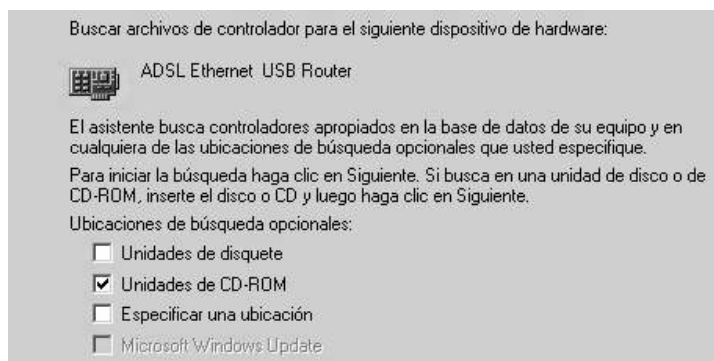 Buscar archivos de controlador para el siguiente dispositivo de hardware:
ADSL Ethernet USB Router
El asistente busca controladores apropiados en la base de datos de su equipo y en
cualquiera de las ubicaciones de búsqueda opcionales que usted especifique.
Para iniciar la búsqueda haga clic en Siguiente. Si busca en una unidad de disco o de
CD-ROM, inserte el disco o CD y luego haga clic en Siguiente.
Ubicaciones de búsqueda opcionales:
Unidades de disquete
Unidades de CD-ROM
Especificar una ubicación
Microsoft Windows Update